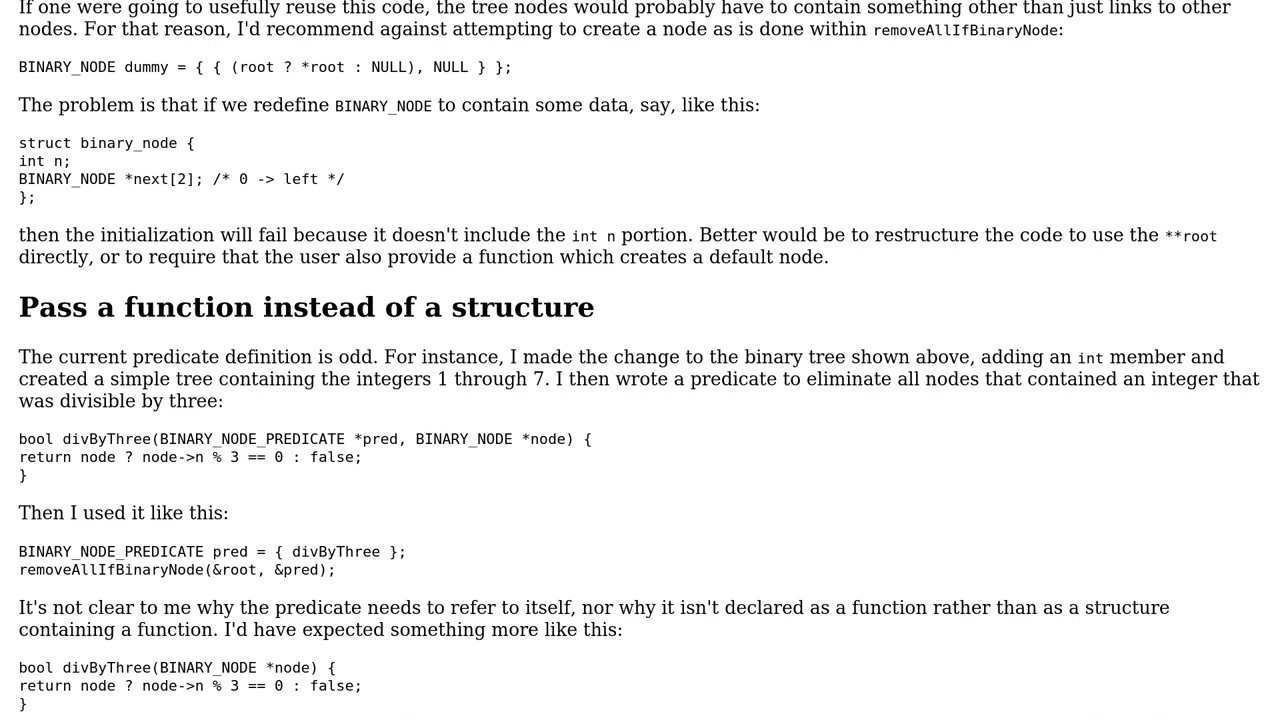 If one were going to usefully reuse this code, the tree nodes would probably have to contain something other than just links to other
nodes. For that reason, I'd recommend against attempting to create a node as is done within removeAllIfBinaryNode:
BINARY_NODE dummy = { { (root ? *root : NULL), NULL } };
The problem is that if we redefine BINARY_NODE to contain some data, say, like this:
struct binary_node {
int n;
BINARY_NODE *next[2]; /* 0 -> left */
};
then the initialization will fail because it doesn't include the int n portion. Better would be to restructure the code to use the **root
directly, or to require that the user also provide a function which creates a default node.
Pass a function instead of a structure
The current predicate definition is odd. For instance, I made the change to the binary tree shown above, adding an int member and
created a simple tree containing the integers 1 through 7. I then wrote a predicate to eliminate all nodes that contained an integer that
was divisible by three:
bool divByThree(BINARY_NODE_PREDICATE *pred, BINARY_NODE *node) {
return node ? node->n % 3 == 0 : false;
}
Then I used it like this:
BINARY_NODE_PREDICATE pred = { divByThree };
removeAllIfBinaryNode(&root, &pred);
It's not clear to me why the predicate needs to refer to itself, nor why it isn't declared as a function rather than as a structure
containing a function. I'd have expected something more like this:
bool divByThree(BINARY_NODE *node) {
return node ? node->n % 3 == 0 : false;
}